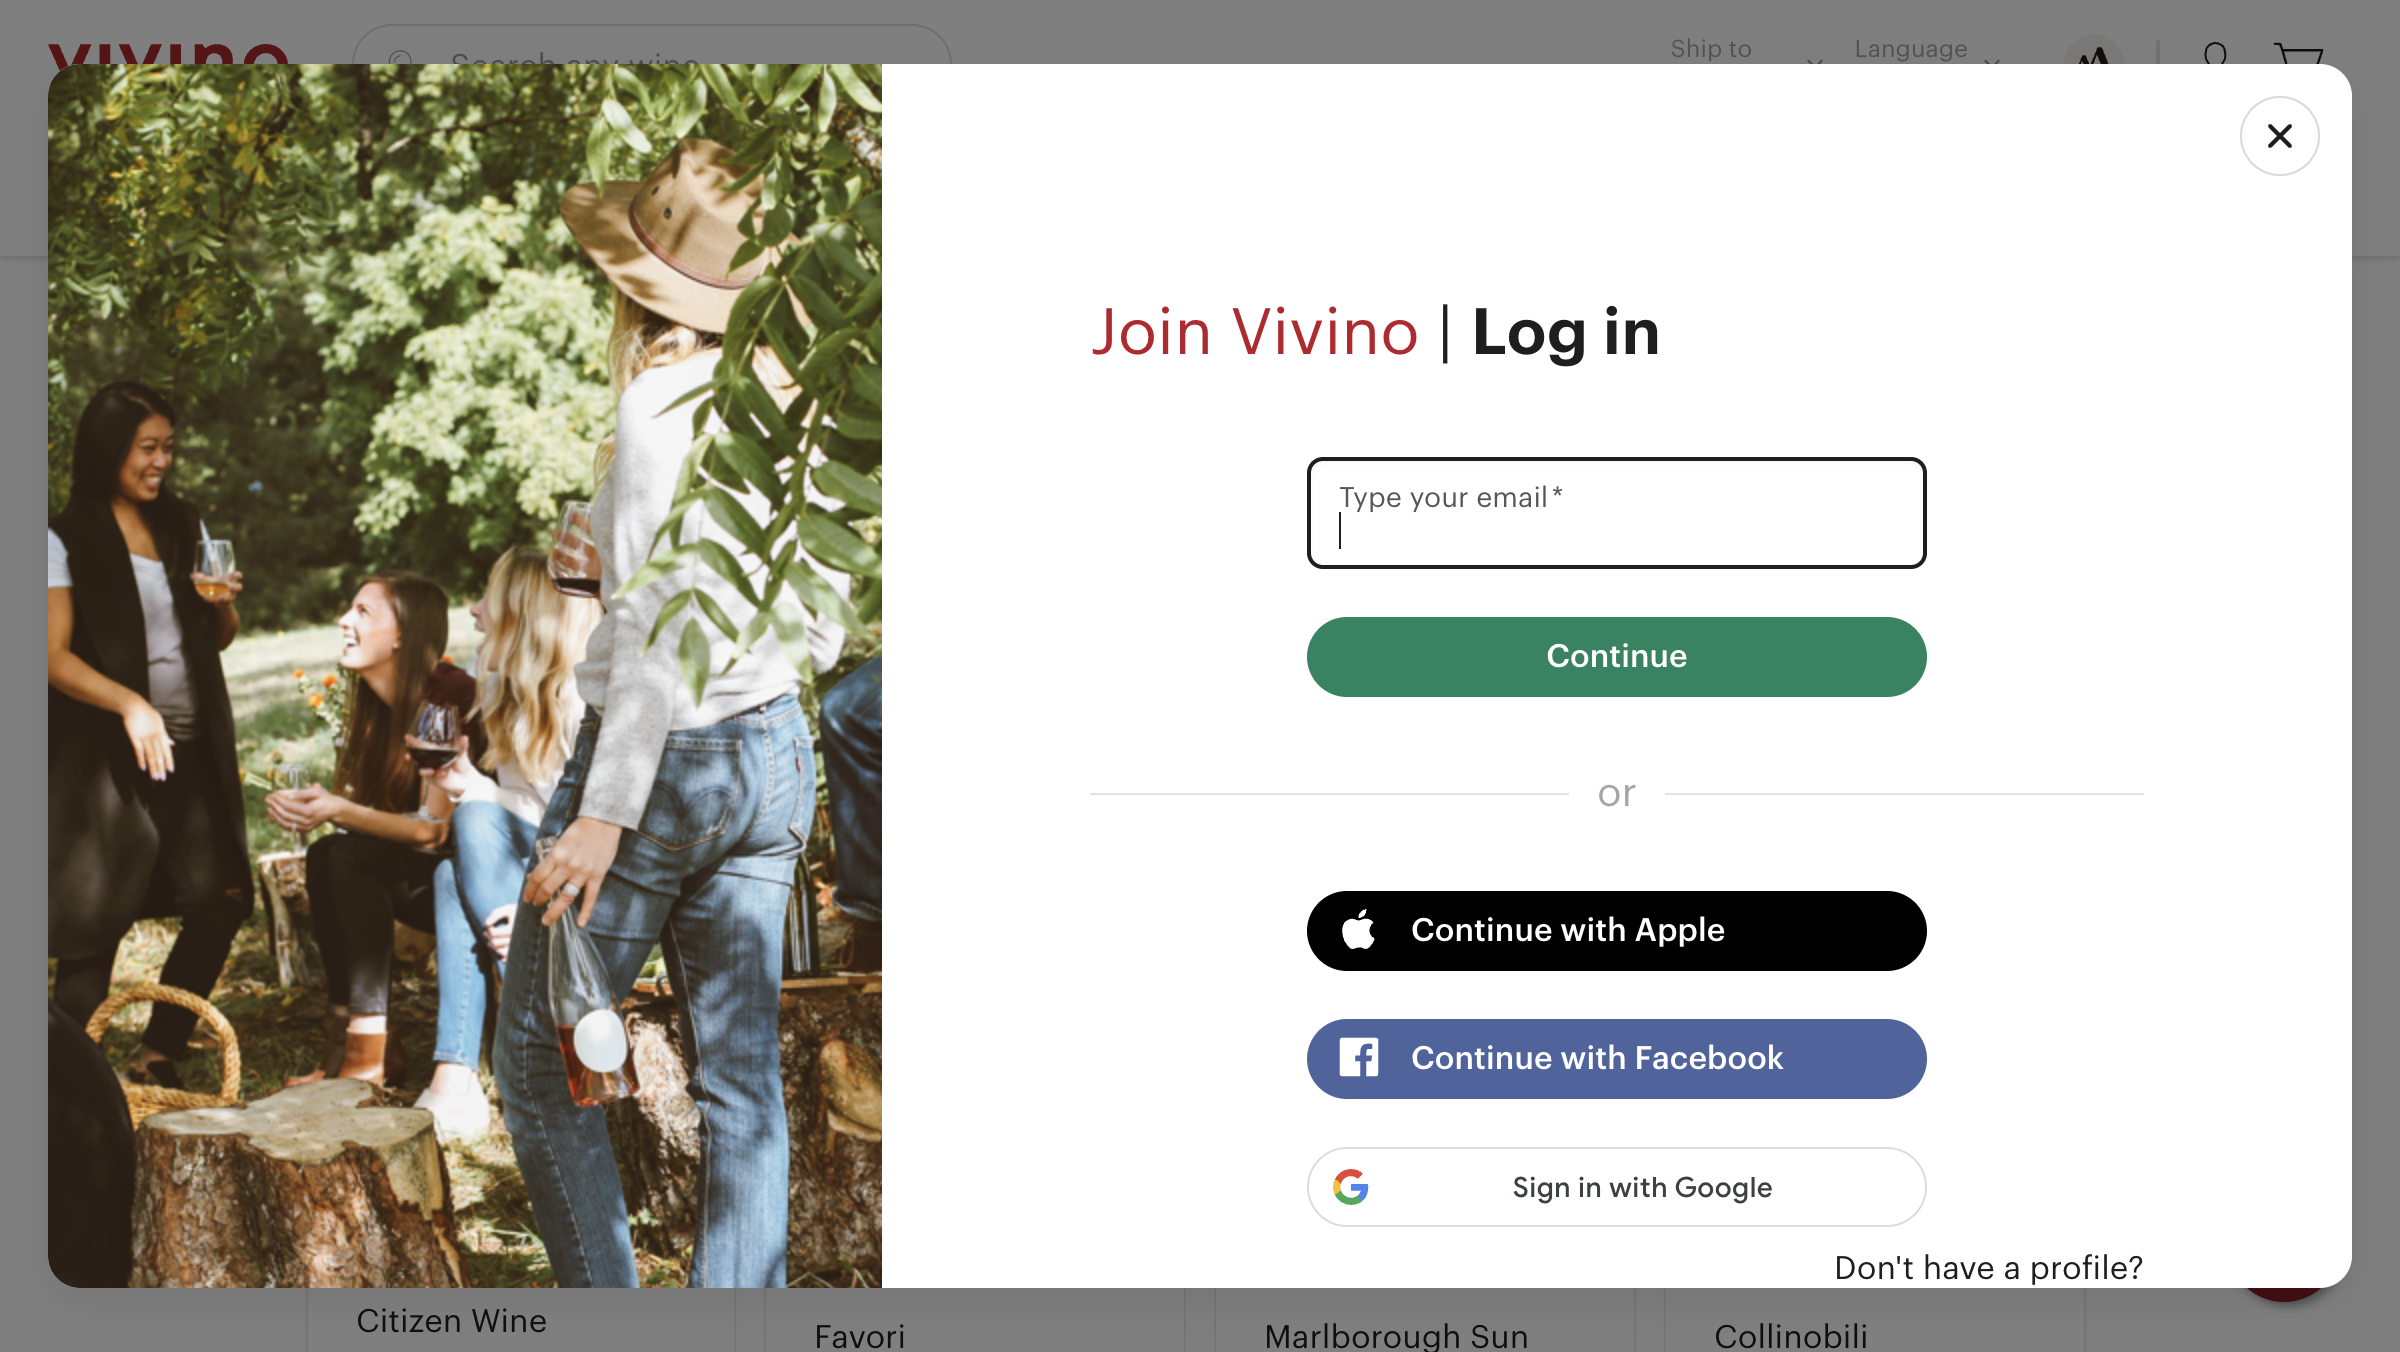 vivino
Search any wine
Ship to
Language
Join Vivino | Log in
Type your email*
Continue
or
Continue with Apple
Continue with Facebook
Sign in with Google
Don't have a profile?
Citizen Wine
Favori
Marlborough Sun
Collinobili